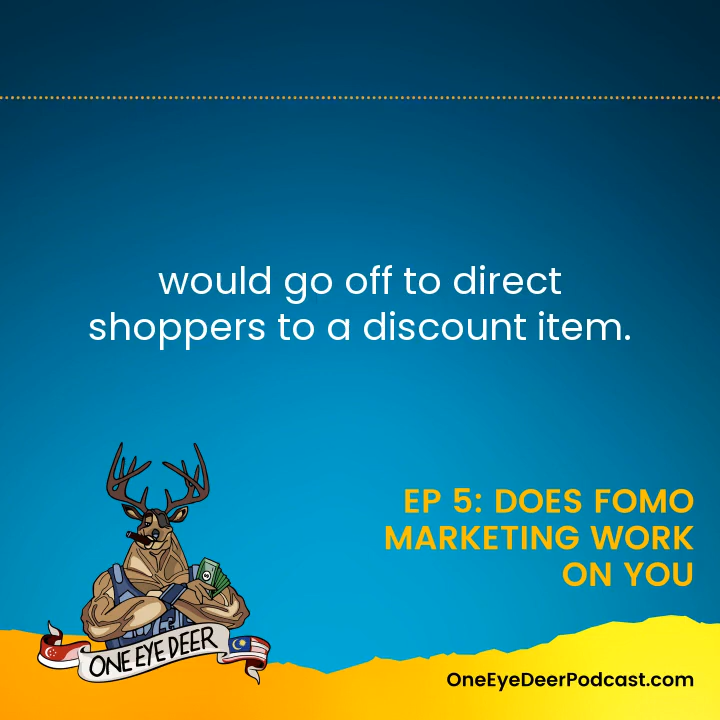 would go off to direct
shoppers to a discount item.
EP 5: DOES FOMO
MARKETING WORK
ON YOU
ONE EYE DEER
OneEyeDeerPodcast.com